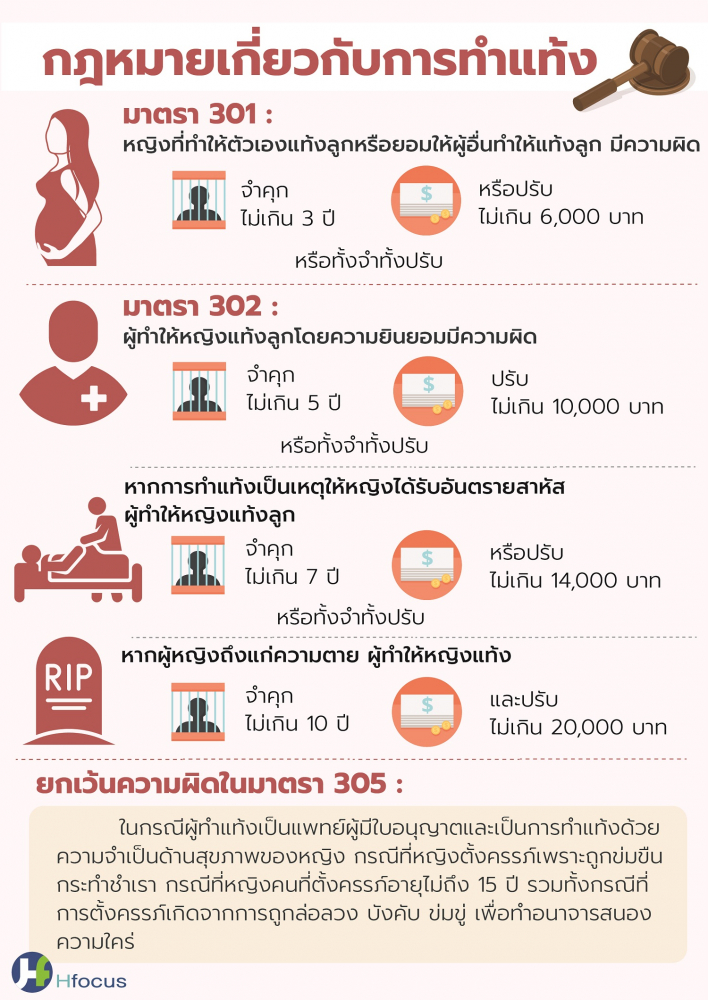 กฎหมายเกี่ยวกับการทำแท้ง
มาตรา 301 :
หญิงที่ทำให้ตัวเองแท้งลูกหรือยอมให้ผู้อื่นทำให้แท้งลูก มีความผิด
จำคุก
ไม่เกิน 3 ปี
หรือปรับ
ไม่เกิน 6,000 บาท
หรือทั้งจำทั้งปรับ
มาตรา 302 :
ผู้ทำให้หญิงแท้งลูกโดยความยินยอมมีความผิด
จำคุก
ไม่เกิน 5 ปี
ปรับ
ไม่เกิน 10,000 บาท
หรือทั้งจำทั้งปรับ
หากการทำแท้งเป็นเหตุให้หญิงได้รับอันตรายสาหัส
ผู้ทำให้หญิงแท้งลูก
จำคุก
ไม่เกิน 7 ปี
หรือปรับ
ไม่เกิน 14,000 บาท
หรือทั้งจำทั้งปรับ
RIP
หากผู้หญิงถึงแก่ความตาย ผู้ทำให้หญิงแท้ง
จำคุก
ไม่เกิน 10 ปี
และปรับ
ไม่เกิน 20,000 บาท
ยกเว้นความผิดในมาตรา 305 :
ในกรณีผู้ทำแท้งเป็นแพทย์ผู้มีใบอนุญาตและเป็นการทำแท้งด้วย
ความจำเป็นด้านสุขภาพของหญิง กรณีที่หญิงตั้งครรภ์เพราะถูกข่มขืน
กระทำชำเรา กรณีที่หญิงคนที่ตั้งครรภ์อายุไม่ถึง 15 ปี รวมทั้งกรณีที่
การตั้งครรภ์เกิดจากการถูกล่อลวง บังคับ ข่มขู่ เพื่อทำอนาจารสนอง
ความใคร่
Hfocus